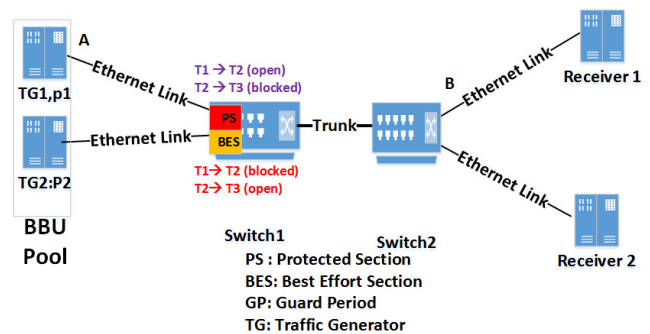 A
TG1,p1
Ethernet Link
TG2:P2
Ethernet Link
BBU
Pool
T1→ T2 (open)
T2→ T3 (blocked)
PS
BES
T1→ T2 (blocked)
T2→ T3 (open)
Switch1
Trunk
Switch2
B
Ethernet Link
Receiver 1
Ethernet Link
Receiver 2
PS : Protected Section
BES: Best Effort Section
GP: Guard Period
TG: Traffic Generator